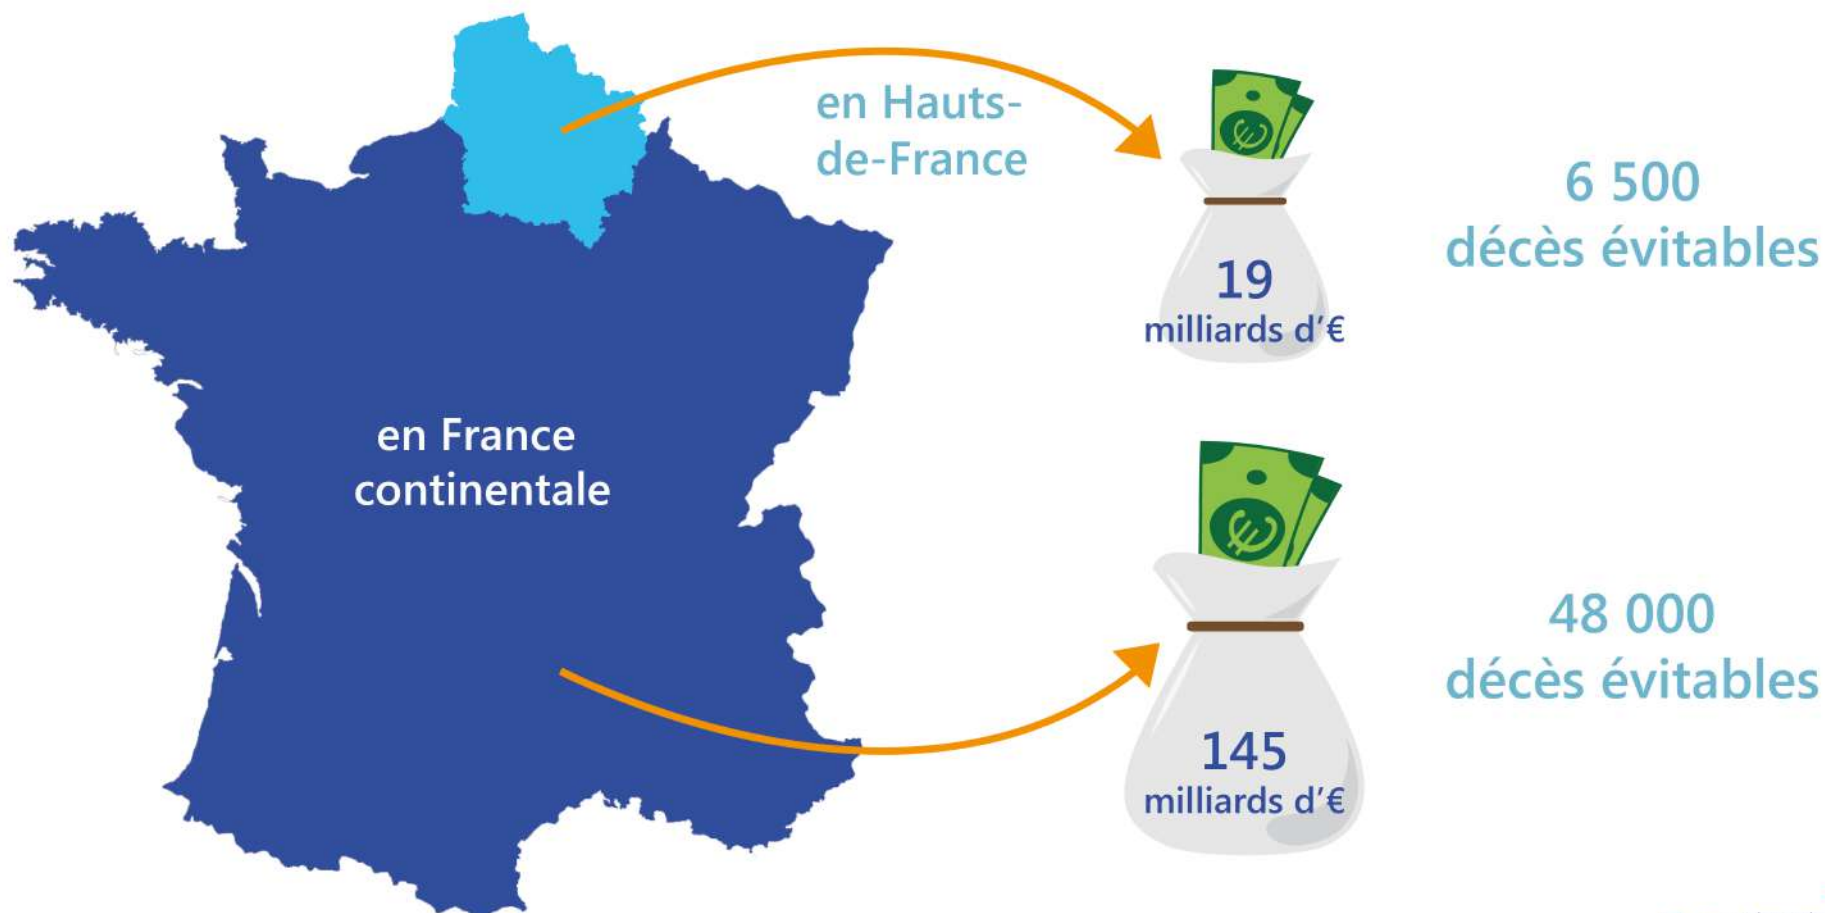 en Hauts-
de-France
6 500
décès évitables
19
milliards d'€
en France
continentale
48 000
décès évitables
145
milliards d'€